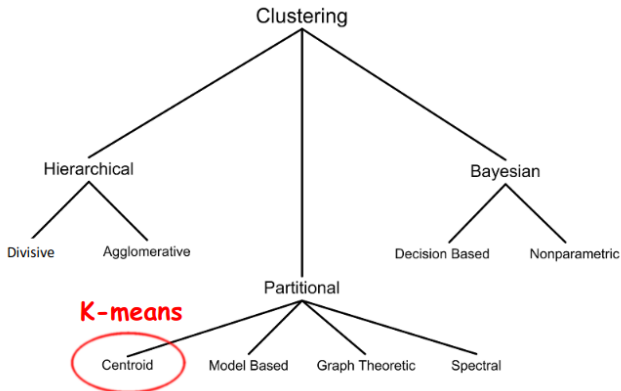 Clustering
Hierarchical
Bayesian
Divisive
Agglomerative
Decision Based
Nonparametric
Partitional
K-means
Centroid
Model Based
Graph Theoretic
Spectral